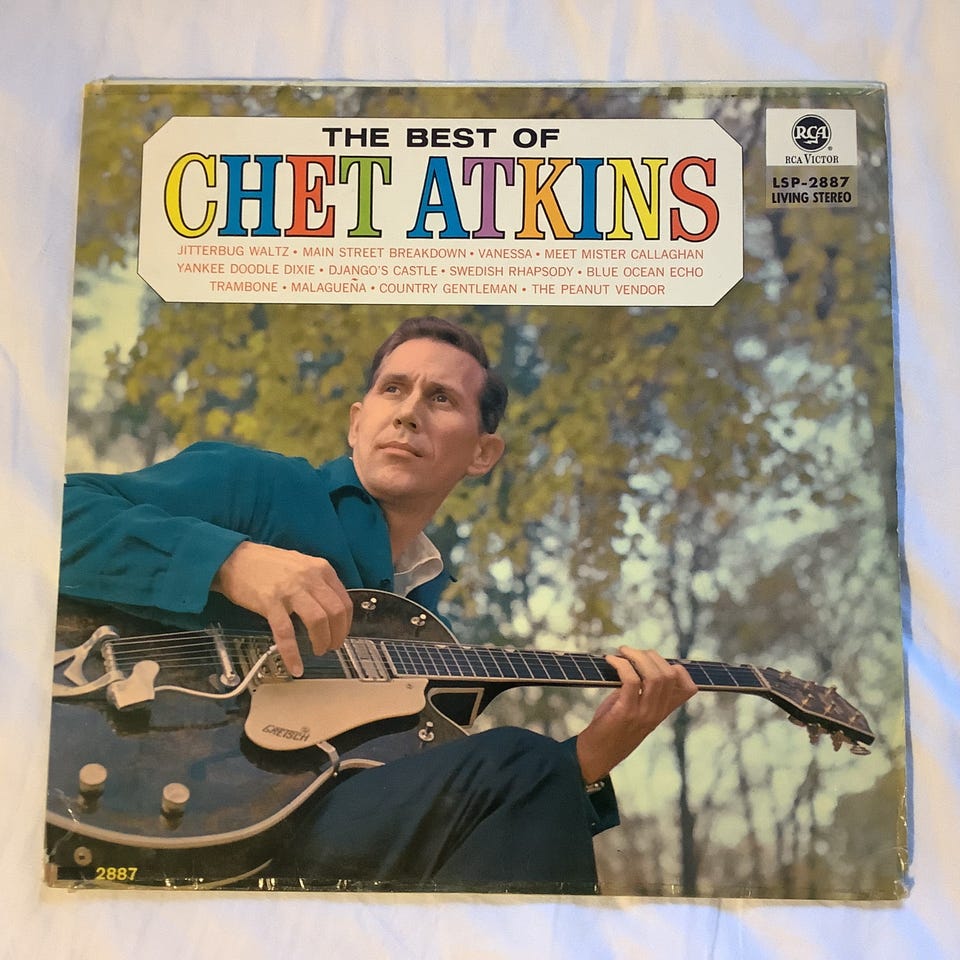 THE BEST OF
CHET ATKINS
JITTERBUG WALTZ • MAIN STREET BREAKDOWN • VANESSA • MEET MISTER CALLAGHAN
YANKEE DOODLE DIXIE • DJANGO'S CASTLE • SWEDISH RHAPSODY • BLUE OCEAN ECHO
TRAMBONE • MALAGUEÑA • COUNTRY GENTLEMAN • THE PEANUT VENDOR
RCA
RCA VICTOR ®
LSP-2887
LIVING STEREO
GRETSCH
2887